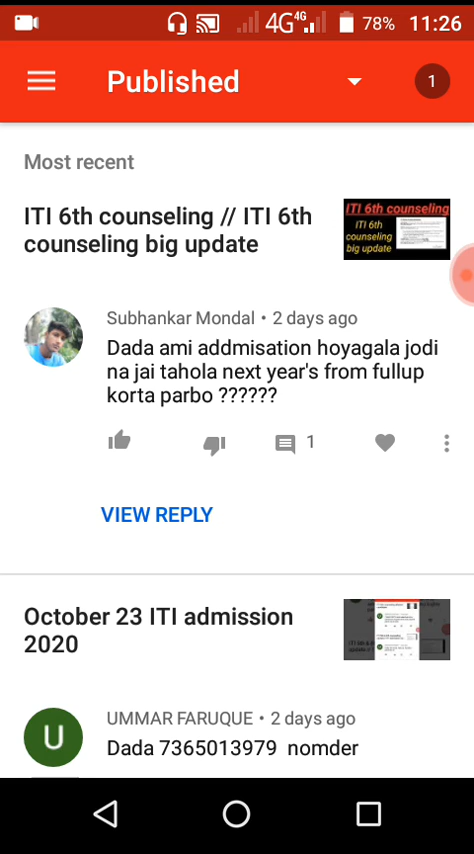 4G 4G 78% 11:26
Published 1
Most recent
ITI 6th counseling // ITI 6th
counseling big update
ITI 6th counseling
ITI 6th
counseling
big update
Subhankar Mondal • 2 days ago
Dada ami addmisation hoyagala jodi
na jai tahola next year's from fullup
korta parbo ??????
1
VIEW REPLY
October 23 ITI admission
2020
UMMAR FARUQUE • 2 days ago
U
Dada 7365013979 nomder